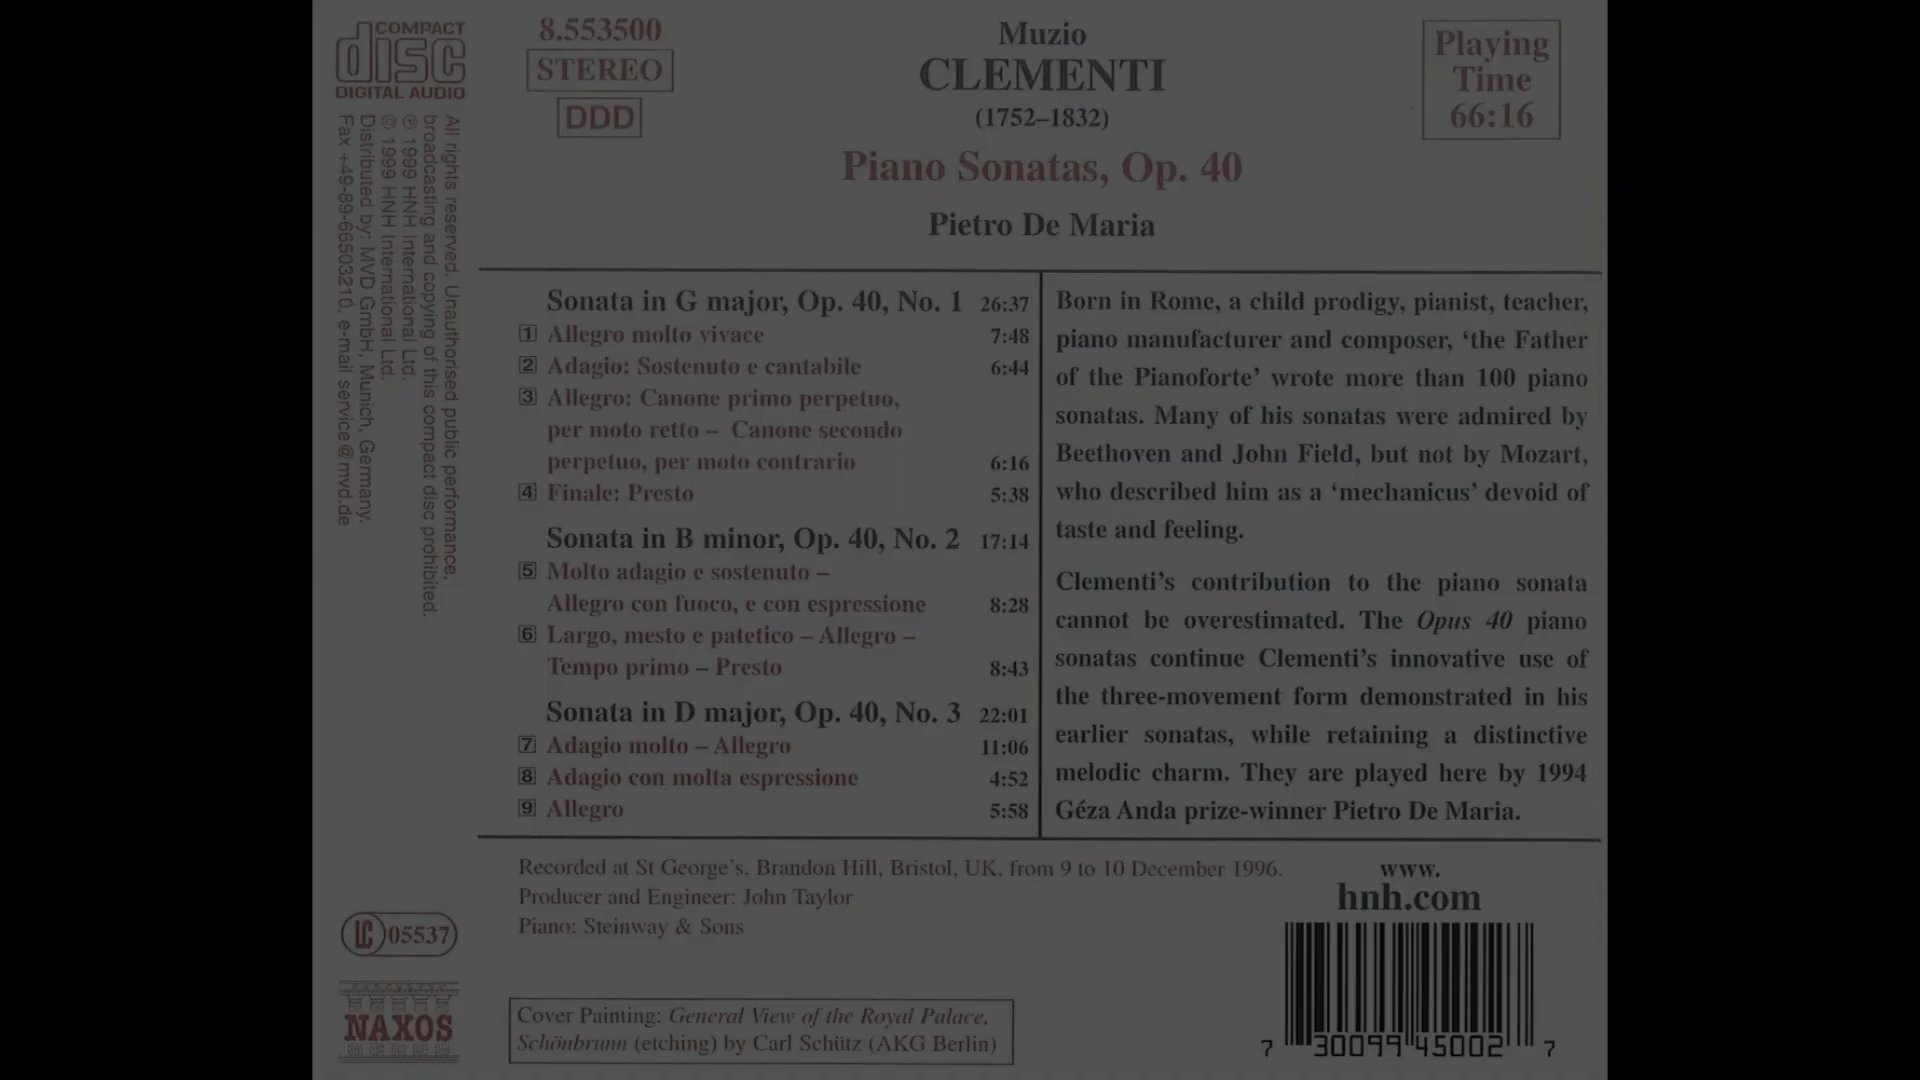 COMPACT
disc
DIGITAL AUDIO
All rights reserved. Unauthorised public performance,
broadcasting and copying of this compact disc prohibited.
℗ 1999 HNH International Ltd.
© 1999 HNH International Ltd.
Distributed by: MVD GmbH, Munich, Germany.
Fax +49-89-66503210, e-mail service@mvd.de
LC 05537
NAXOS
8.553500
STEREO
DDD
Muzio
CLEMENTI
(1752–1832)
Piano Sonatas, Op. 40
Pietro De Maria
Playing
Time
66:16
Sonata in G major, Op. 40, No. 1 26:37
1 Allegro molto vivace 7:48
2 Adagio: Sostenuto e cantabile 6:44
3 Allegro: Canone primo perpetuo,
per moto retto – Canone secondo
perpetuo, per moto contrario 6:16
4 Finale: Presto 5:38
Sonata in B minor, Op. 40, No. 2 17:14
5 Molto adagio e sostenuto –
Allegro con fuoco, e con espressione 8:28
6 Largo, mesto e patetico – Allegro –
Tempo primo – Presto 8:43
Sonata in D major, Op. 40, No. 3 22:01
7 Adagio molto – Allegro 11:06
8 Adagio con molta espressione 4:52
9 Allegro 5:58
Born in Rome, a child prodigy, pianist, teacher,
piano manufacturer and composer, ‘the Father
of the Pianoforte’ wrote more than 100 piano
sonatas. Many of his sonatas were admired by
Beethoven and John Field, but not by Mozart,
who described him as a ‘mechanicus’ devoid of
taste and feeling.
Clementi’s contribution to the piano sonata
cannot be overestimated. The Opus 40 piano
sonatas continue Clementi’s innovative use of
the three-movement form demonstrated in his
earlier sonatas, while retaining a distinctive
melodic charm. They are played here by 1994
Géza Anda prize-winner Pietro De Maria.
Recorded at St George’s, Brandon Hill, Bristol, UK. from 9 to 10 December 1996.
Producer and Engineer: John Taylor
Piano: Steinway & Sons
Cover Painting: General View of the Royal Palace,
Schönbrunn (etching) by Carl Schütz (AKG Berlin)
www.
hnh.com
7 30099 45002 7